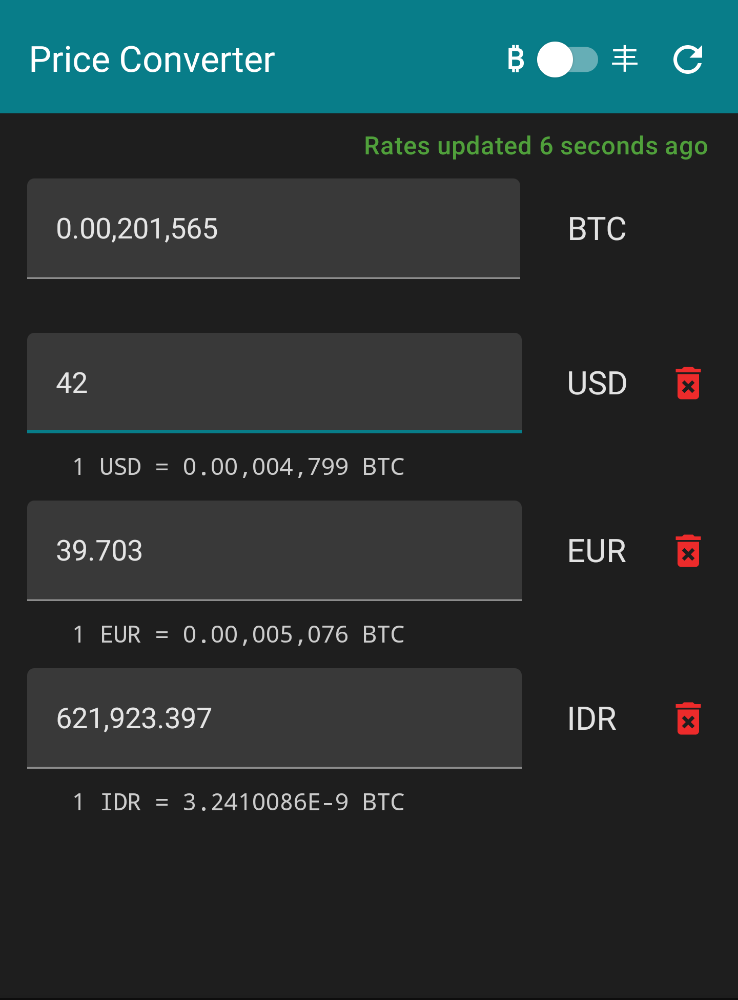 Price Converter ₿
Rates updated 6 seconds ago
0.00,201,565 BTC
42 USD
1 USD = 0.00,004,799 BTC
39.703 EUR
1 EUR = 0.00,005,076 BTC
621,923.397 IDR
1 IDR = 3.2410086E-9 BTC